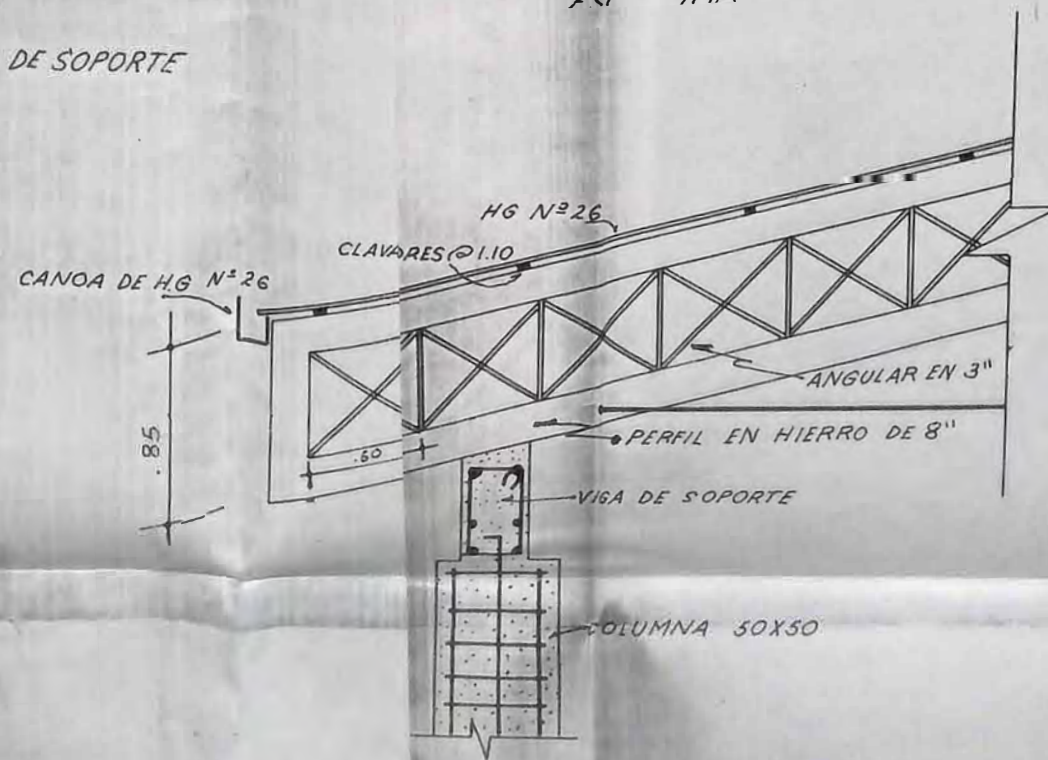 DE SOPORTE
HG Nº 26
CLAVARES @ 1.10
CANOA DE H.G Nº 26
ANGULAR EN 3"
.85
PERFIL EN HIERRO DE 8"
.60
VIGA DE SOPORTE
COLUMNA 50X50